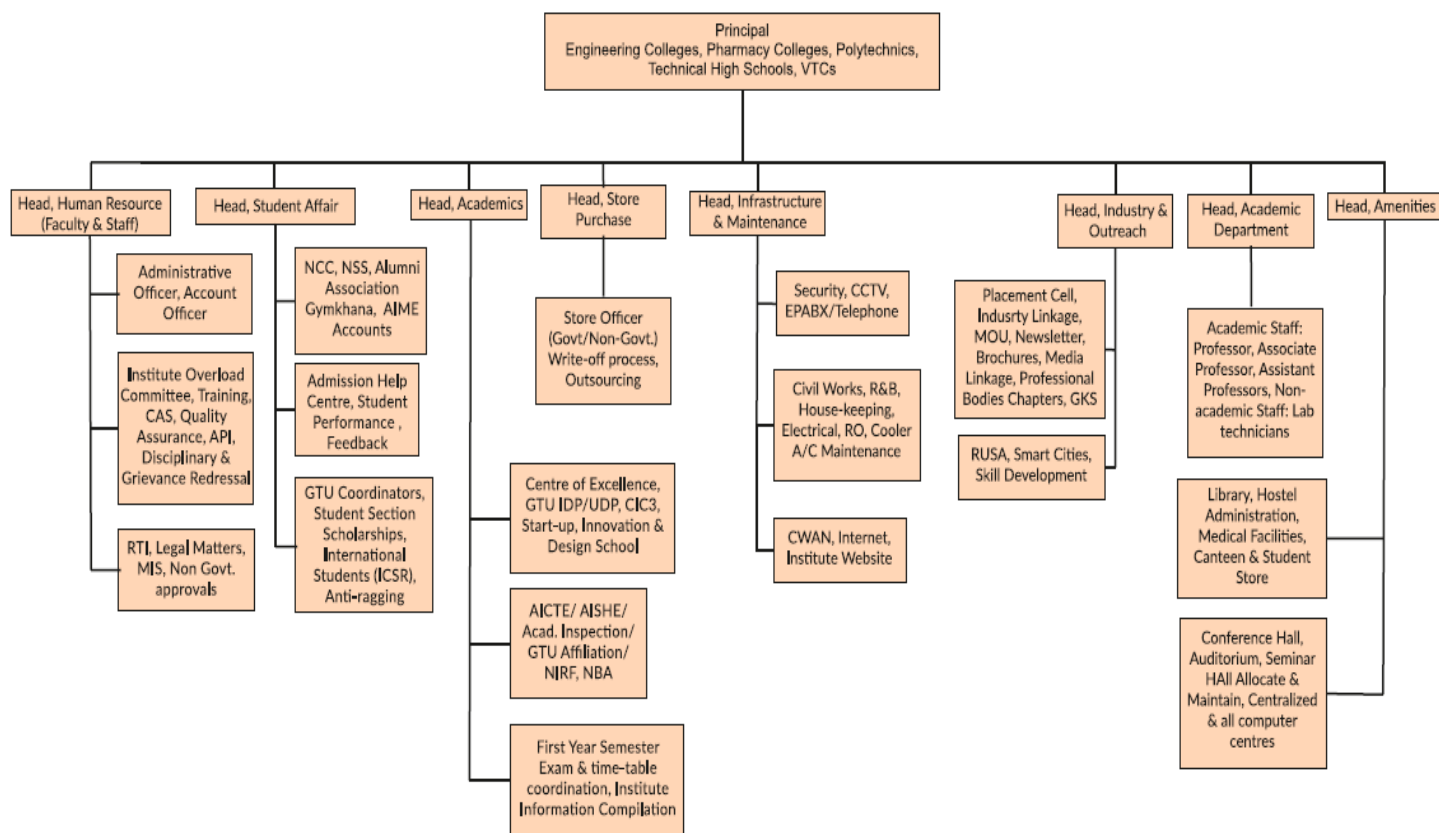 Principal
Engineering Colleges, Pharmacy Colleges, Polytechnics,
Technical High Schools, VTCs
Head, Human Resource
(Faculty & Staff)
Head, Student Affair
Head, Academics
Head, Store
Purchase
Head, Infrastructure
& Maintenance
Head, Industry &
Outreach
Head, Academic
Department
Head, Amenities
Administrative
Officer, Account
Officer
Institute Overload
Committee, Training,
CAS, Quality
Assurance, API,
Disciplinary &
Grievance Redressal
RTI, Legal Matters,
MIS, Non Govt.
approvals
NCC, NSS, Alumni
Association
Gymkhana, AIME
Accounts
Admission Help
Centre, Student
Performance ,
Feedback
GTU Coordinators,
Student Section
Scholarships,
International
Students (ICSR),
Anti-ragging
Centre of Excellence,
GTU IDP/UDP, CIC3,
Start-up, Innovation &
Design School
AICTE/ AISHE/
Acad. Inspection/
GTU Affiliation/
NIRF, NBA
First Year Semester
Exam & time-table
coordination, Institute
Information Compilation
Store Officer
(Govt/Non-Govt.)
Write-off process,
Outsourcing
Security, CCTV,
EPABX/Telephone
Civil Works, R&B,
House-keeping,
Electrical, RO, Cooler
A/C Maintenance
CWAN, Internet,
Institute Website
Placement Cell,
Indusrty Linkage,
MOU, Newsletter,
Brochures, Media
Linkage, Professional
Bodies Chapters, GKS
RUSA, Smart Cities,
Skill Development
Academic Staff:
Professor, Associate
Professor, Assistant
Professors, Non-
academic Staff: Lab
technicians
Library, Hostel
Administration,
Medical Facilities,
Canteen & Student
Store
Conference Hall,
Auditorium, Seminar
HAll Allocate &
Maintain, Centralized
& all computer
centres